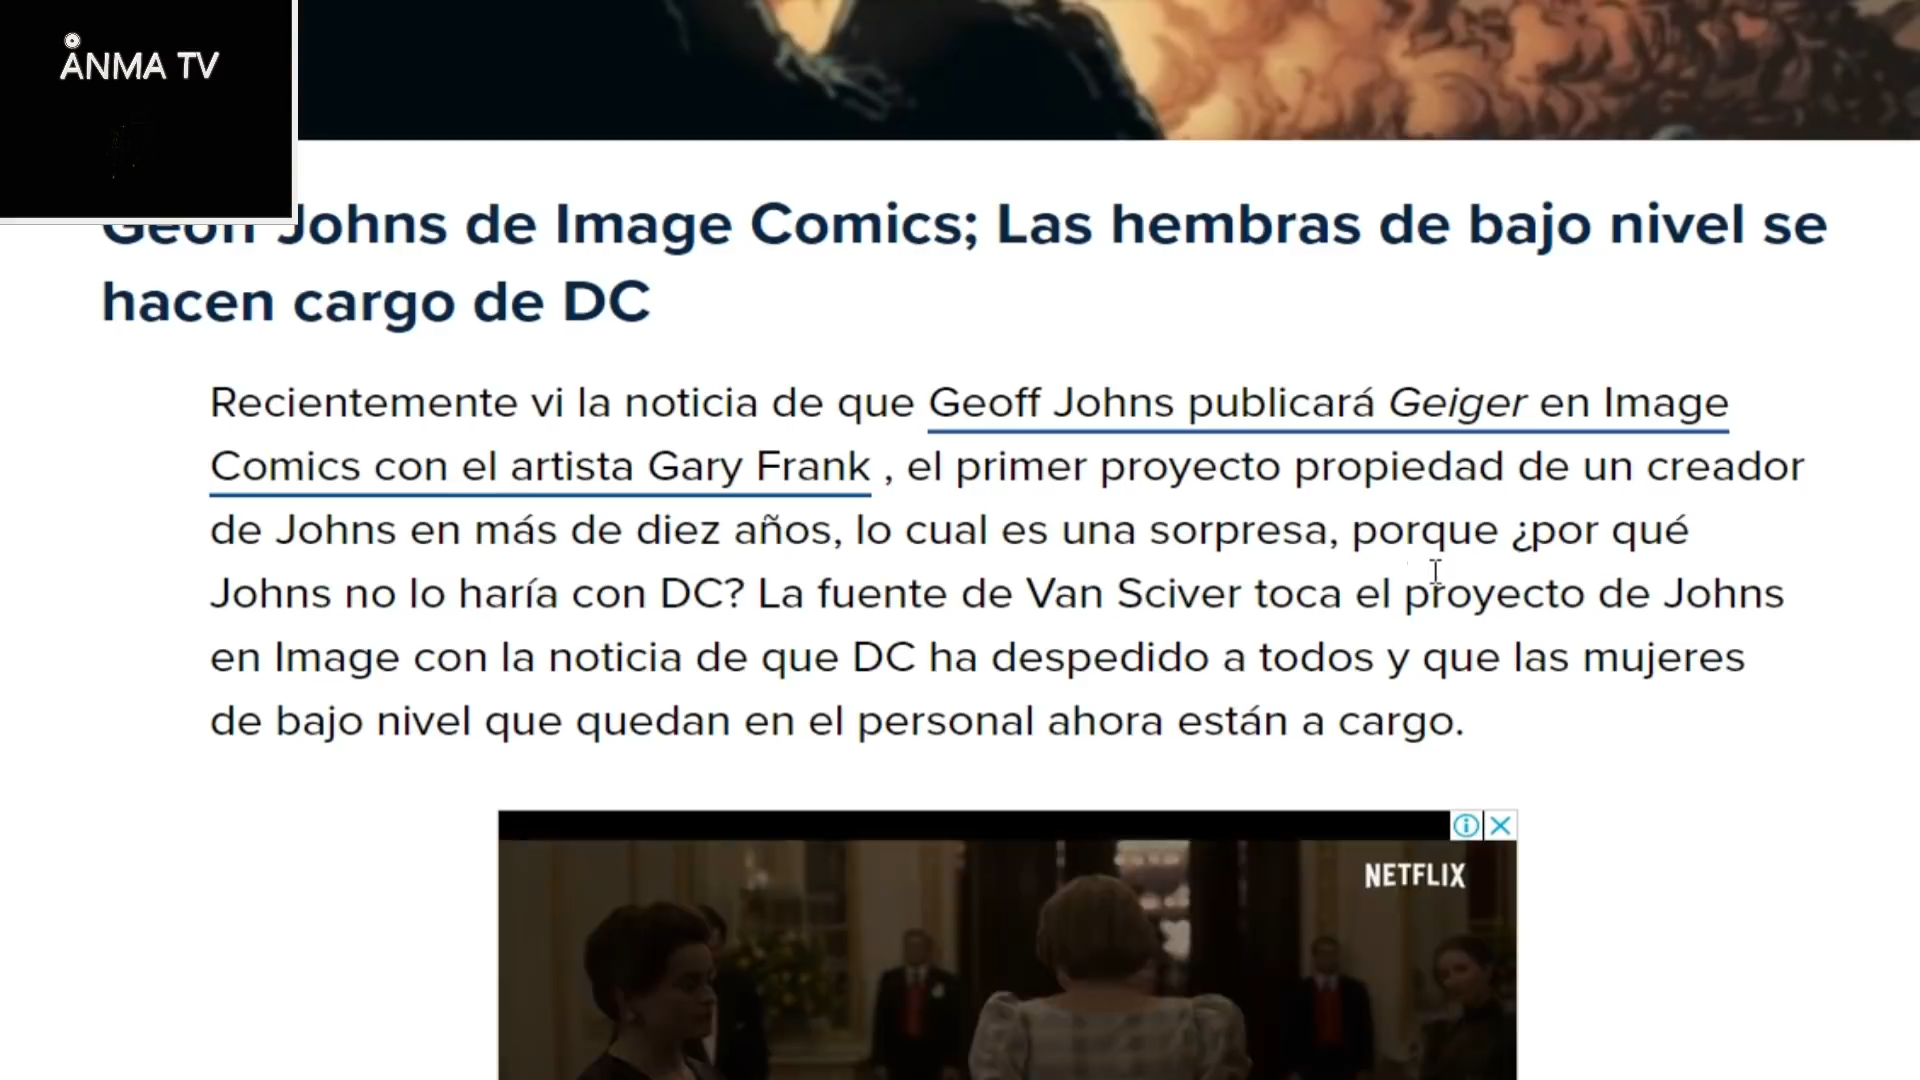 ANMA TV
Geoff Johns de Image Comics; Las hembras de bajo nivel se
hacen cargo de DC
Recientemente vi la noticia de que Geoff Johns publicará Geiger en Image
Comics con el artista Gary Frank , el primer proyecto propiedad de un creador
de Johns en más de diez años, lo cual es una sorpresa, porque ¿por qué
Johns no lo haría con DC? La fuente de Van Sciver toca el proyecto de Johns
en Image con la noticia de que DC ha despedido a todos y que las mujeres
de bajo nivel que quedan en el personal ahora están a cargo.
NETFLIX